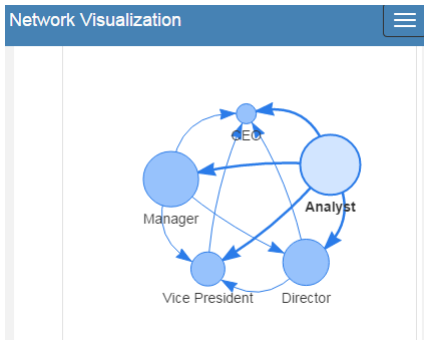 Network Visualization
CEO
Analyst
Manager
Vice President
Director